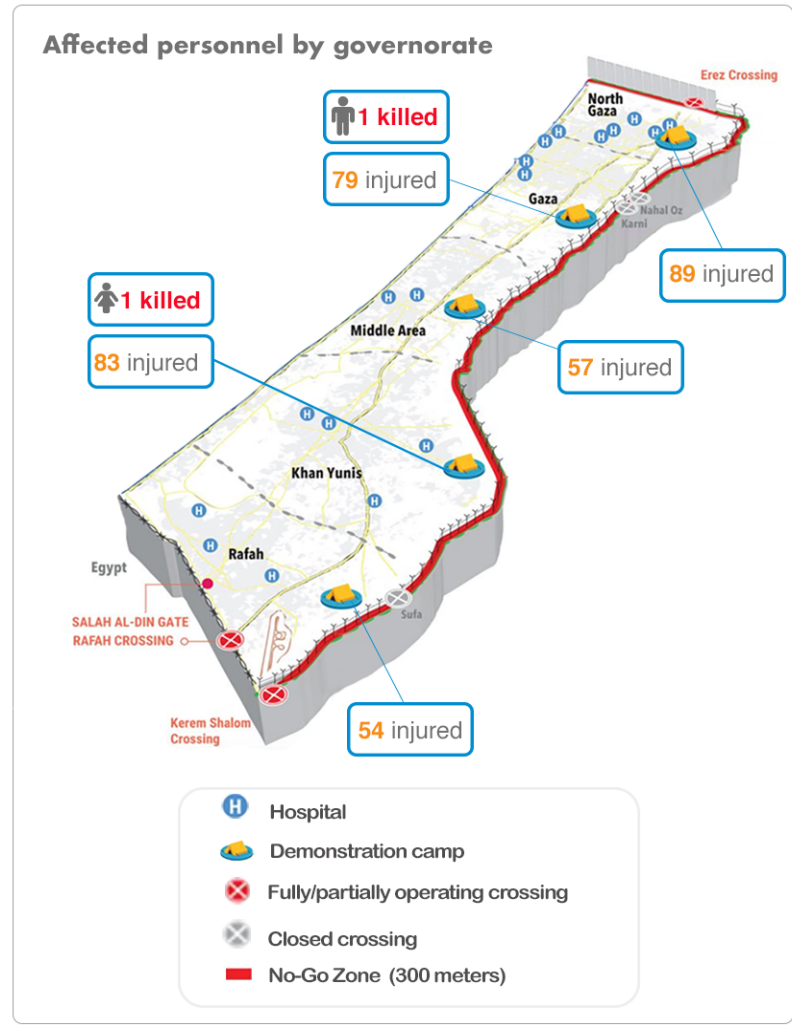 Affected personnel by governorate
Erez Crossing
North
Gaza
1 killed
79 injured
Gaza
Nahal Oz
Karni
89 injured
1 killed
83 injured
Middle Area
57 injured
Khan Yunis
Rafah
Egypt
SALAH AL-DIN GATE
RAFAH CROSSING
Sufa
Kerem Shalom
Crossing
54 injured
H Hospital
Demonstration camp
Fully/partially operating crossing
Closed crossing
No-Go Zone (300 meters)